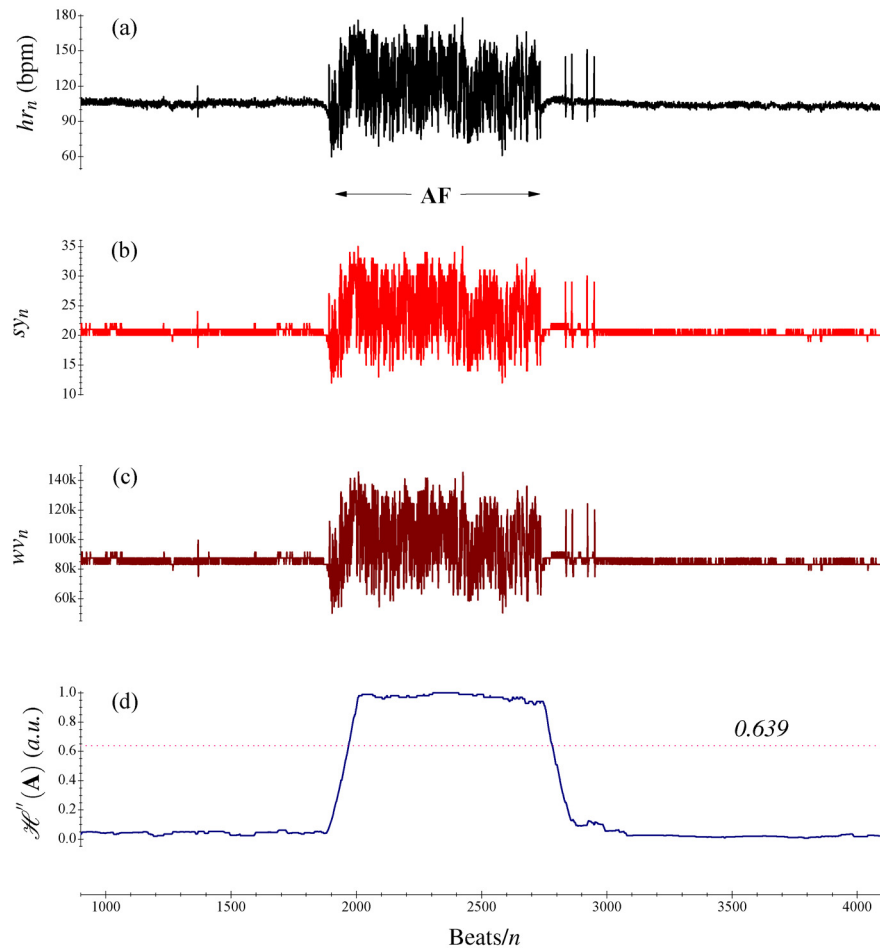 (a)
hrₙ (bpm)
180
150
120
90
60
AF
(b)
syₙ
35
30
25
20
15
10
(c)
wvₙ
140k
120k
100k
80k
60k
(d)
ℋ″(A) (a.u.)
1.0
0.8
0.6
0.4
0.2
0.0
0.639
1000 1500 2000 2500 3000 3500 4000
Beats/n